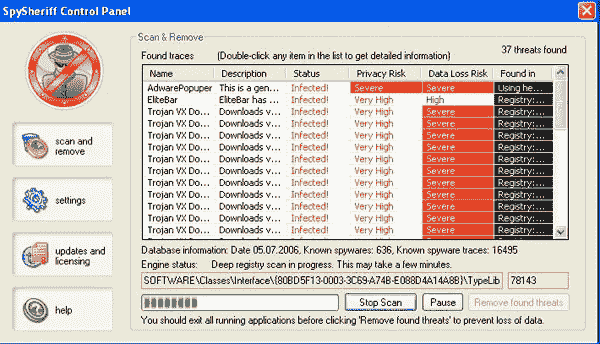 SpySheriff Control Panel
Scan & Remove
Found traces (Double-click any item in the list to get detailed information) 37 threats found
Name Description Status Privacy Risk Data Loss Risk Found in
AdwarePopuper This is a gen... Infected! Severe Severe Using he...
EliteBar EliteBar has ... Infected! Very High High Registry:...
Trojan VX Do... Downloads v... Infected! Very High Severe Registry:...
Trojan VX Do... Downloads v... Infected! Very High Severe Registry:...
Trojan VX Do... Downloads v... Infected! Very High Severe Registry:...
Trojan VX Do... Downloads v... Infected! Very High Severe Registry:...
Trojan VX Do... Downloads v... Infected! Very High Severe Registry:...
Trojan VX Do... Downloads v... Infected! Very High Severe Registry:...
Trojan VX Do... Downloads v... Infected! Very High Severe Registry:...
Trojan VX Do... Downloads v... Infected! Very High Severe Registry:...
Trojan VX Do... Downloads v... Infected! Very High Severe Registry:...
Trojan VX Do... Downloads v... Infected! Very High Severe Registry:...
scan and
remove
settings
updates and
licensing
help
Database information: Date 05.07.2006, Known spywares: 636, Known spyware traces: 16495
Engine status: Deep registry scan in progress. This may take a few minutes.
SOFTWARE\Classes\Interface\{80BD5F13-0003-3C69-A74B-E088D4A14A8B}\TypeLib 78143
Stop Scan Pause Remove found threats
You should exit all running applications before clicking 'Remove found threats' to prevent loss of data.